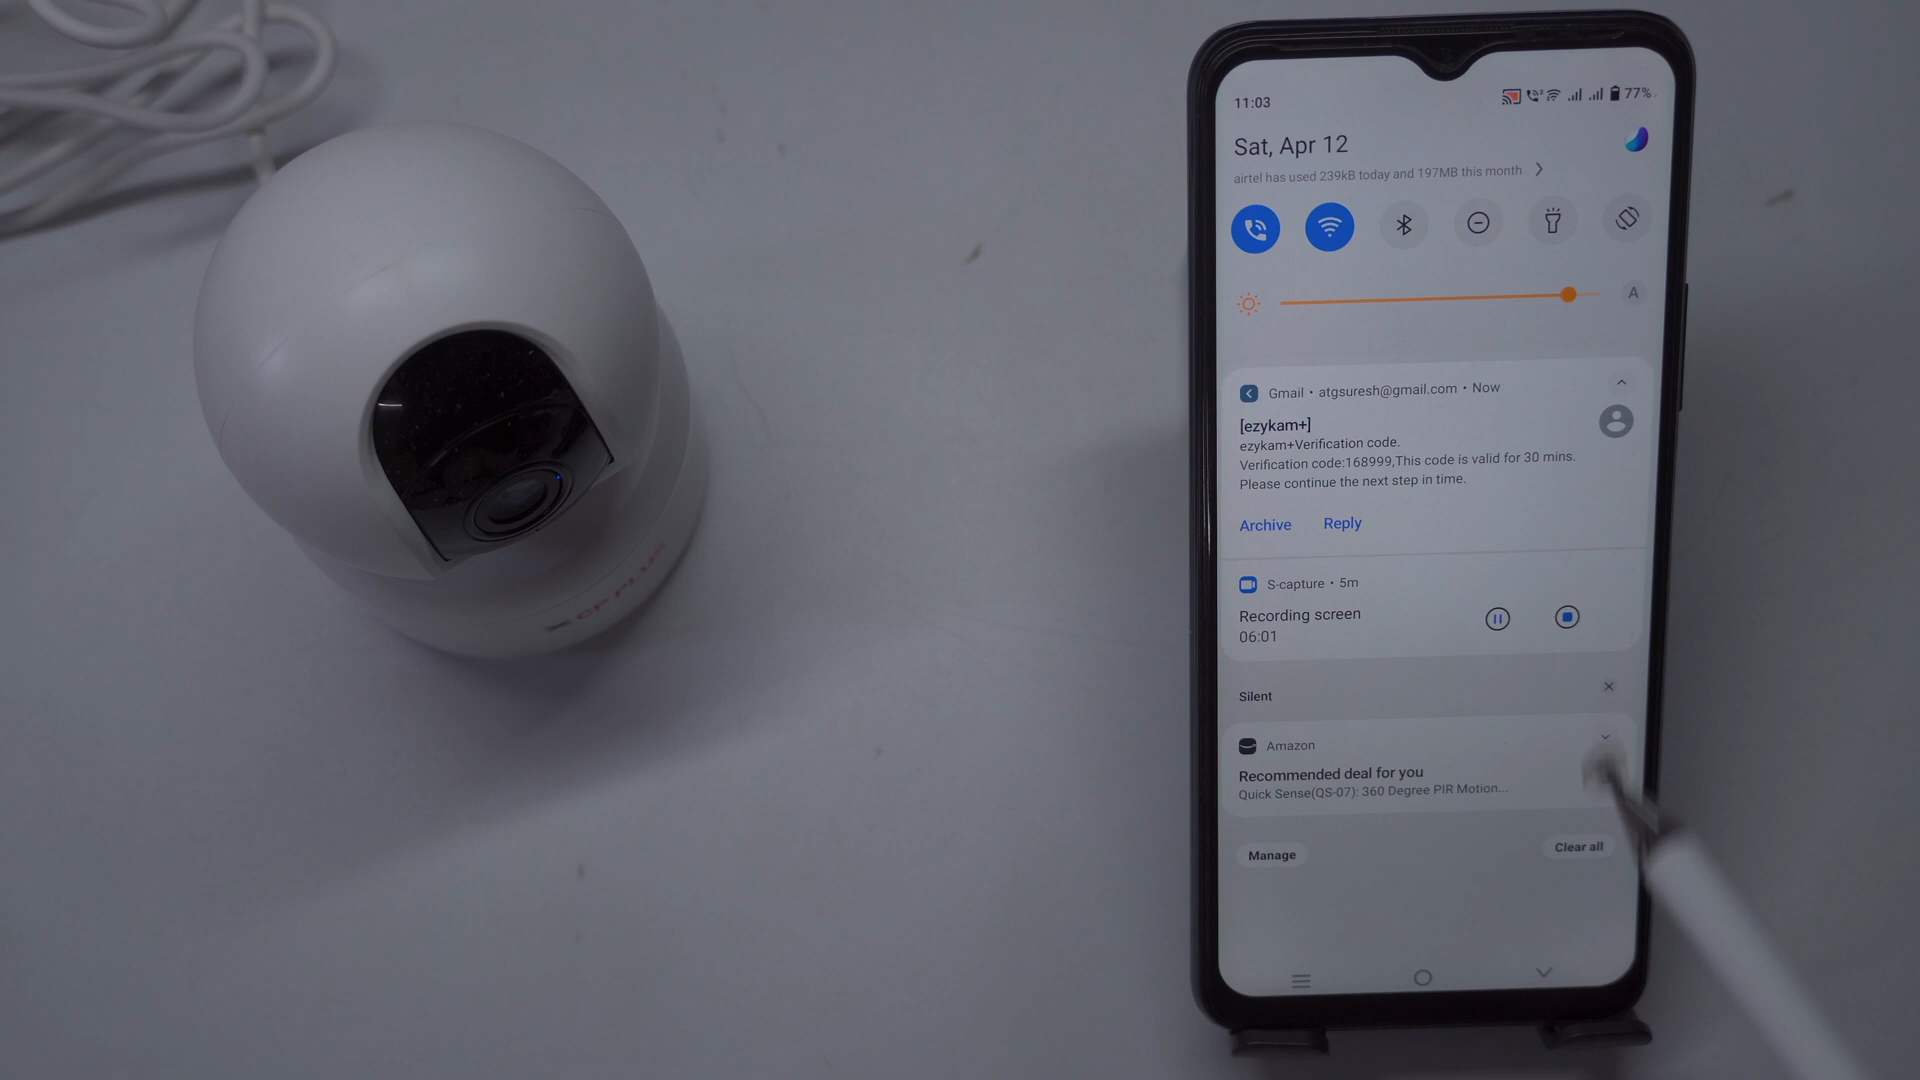 CP PLUS
11:03
77%
Sat, Apr 12
airtel has used 239kB today and 197MB this month
A
Gmail • atgsuresh@gmail.com • Now
[ezykam+]
ezykam+Verification code.
Verification code:168999,This code is valid for 30 mins.
Please continue the next step in time.
Archive Reply
S-capture • 5m
Recording screen
06:01
Silent
Amazon
Recommended deal for you
Quick Sense(QS-07): 360 Degree PIR Motion...
Manage Clear all